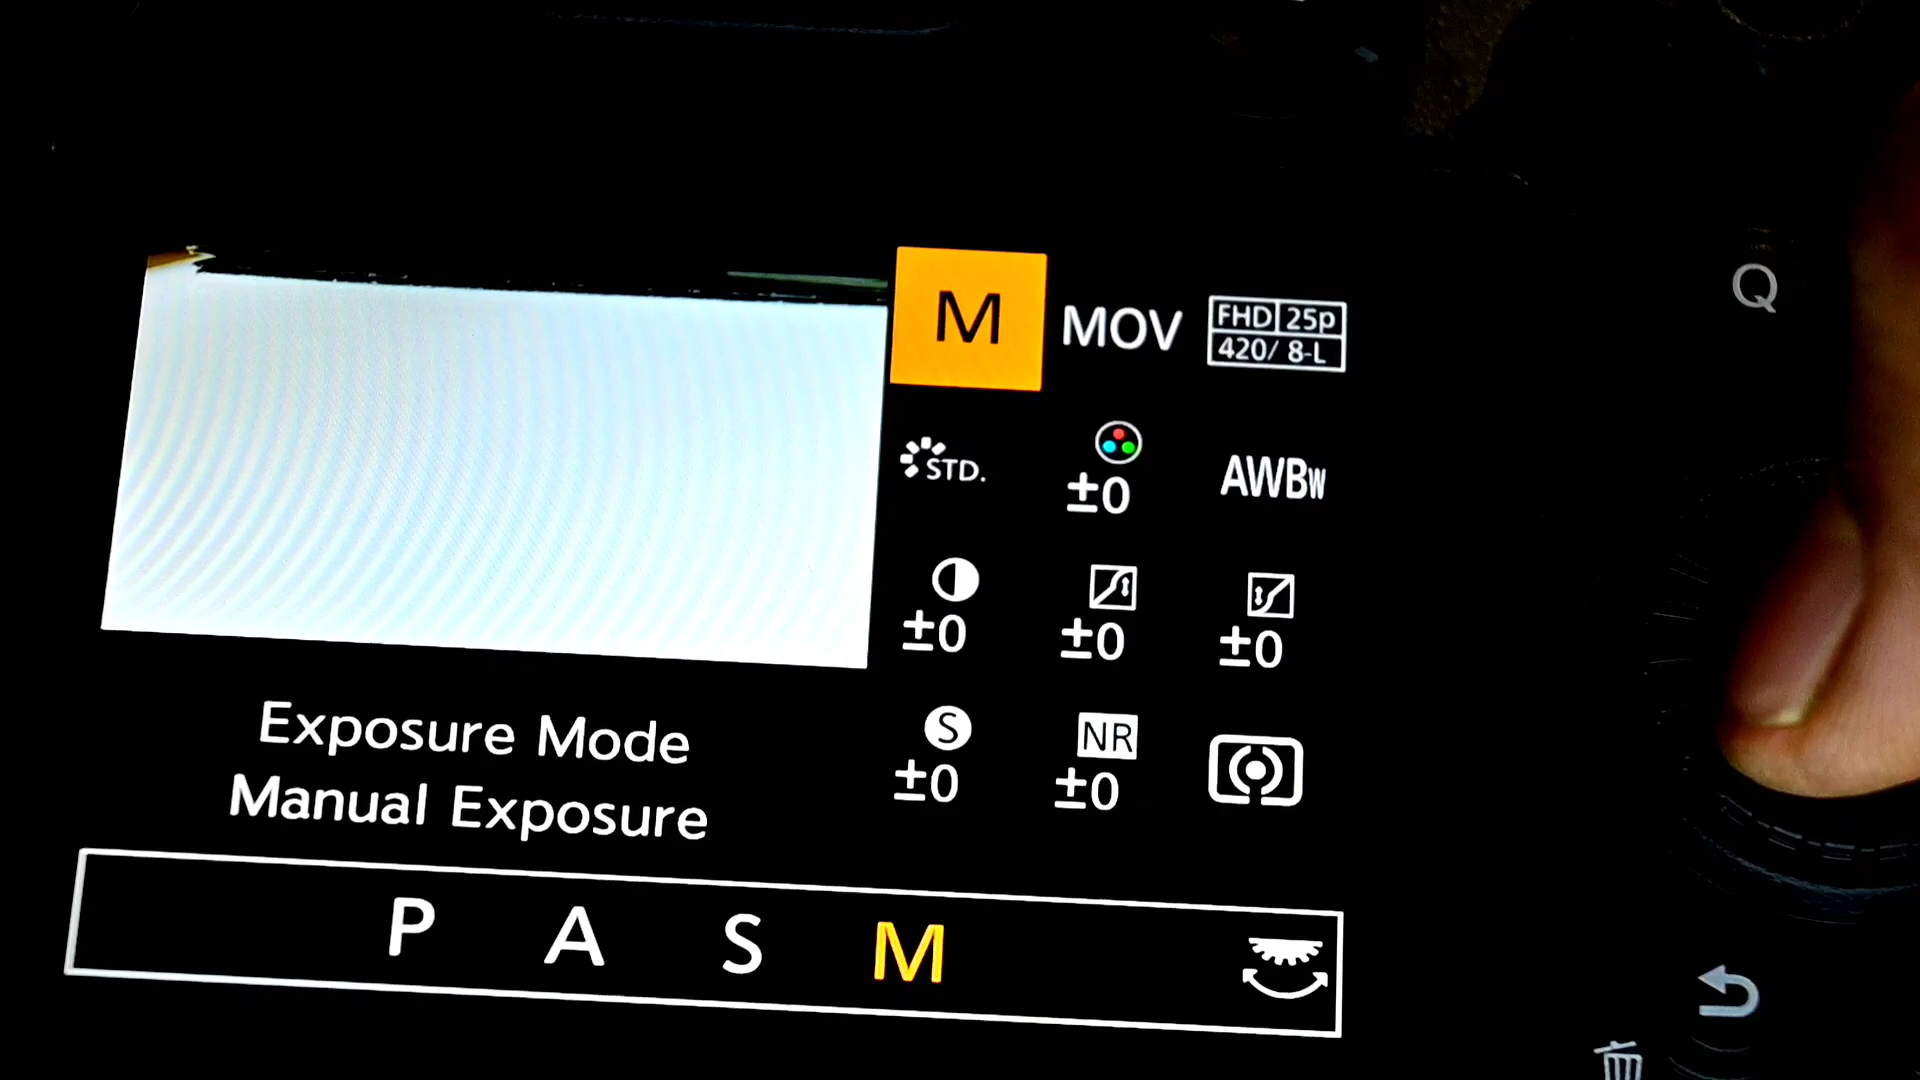 M MOV FHD 25p
420/ 8-L
Q
STD. ±0 AWBw
±0 ±0 ±0
S NR
±0 ±0
Exposure Mode
Manual Exposure
P A S M